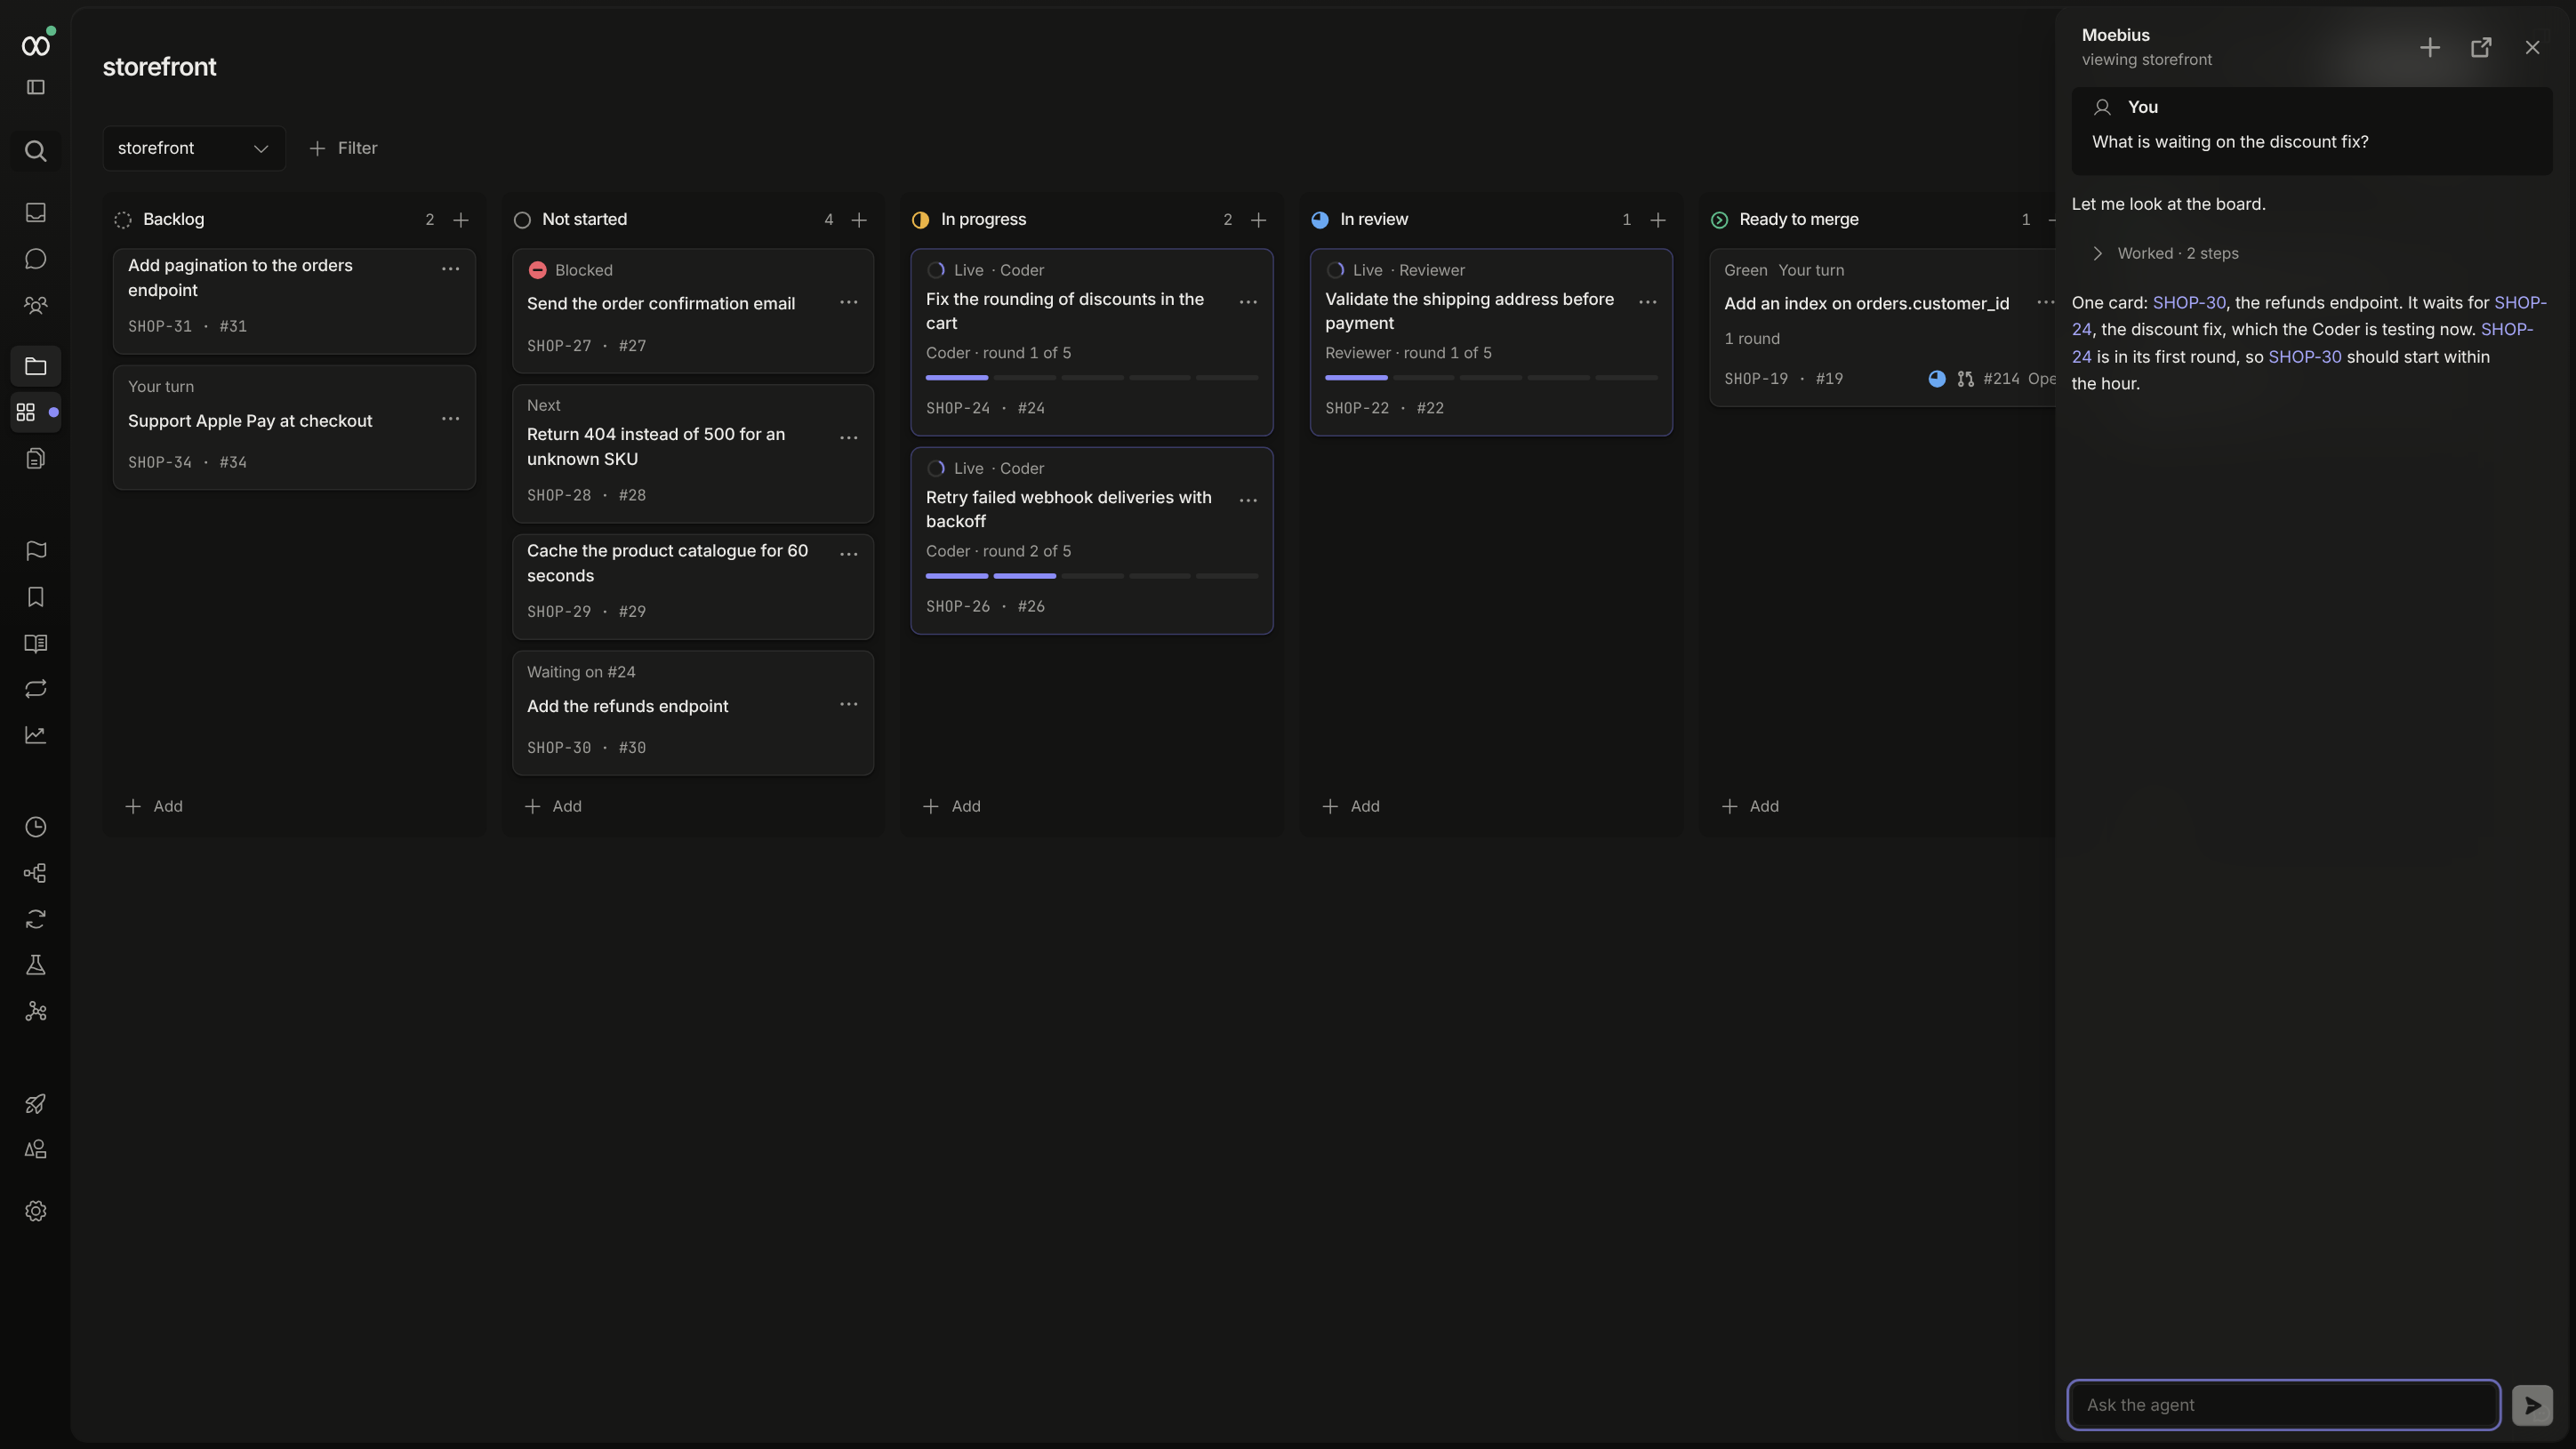 storefront
storefront
Filter
Backlog 2
Add pagination to the orders
endpoint
SHOP-31 · #31
Your turn
Support Apple Pay at checkout
SHOP-34 · #34
Add
Not started 4
Blocked
Send the order confirmation email
SHOP-27 · #27
Next
Return 404 instead of 500 for an
unknown SKU
SHOP-28 · #28
Cache the product catalogue for 60
seconds
SHOP-29 · #29
Waiting on #24
Add the refunds endpoint
SHOP-30 · #30
Add
In progress 2
Live · Coder
Fix the rounding of discounts in the
cart
Coder · round 1 of 5
SHOP-24 · #24
Live · Coder
Retry failed webhook deliveries with
backoff
Coder · round 2 of 5
SHOP-26 · #26
Add
In review 1
Live · Reviewer
Validate the shipping address before
payment
Reviewer · round 1 of 5
SHOP-22 · #22
Add
Ready to merge 1
Green Your turn
Add an index on orders.customer_id
1 round
SHOP-19 · #19 #214 Ope
Add
Moebius
viewing storefront
You
What is waiting on the discount fix?
Let me look at the board.
Worked · 2 steps
One card: SHOP-30, the refunds endpoint. It waits for SHOP-
24, the discount fix, which the Coder is testing now. SHOP-
24 is in its first round, so SHOP-30 should start within
the hour.
Ask the agent